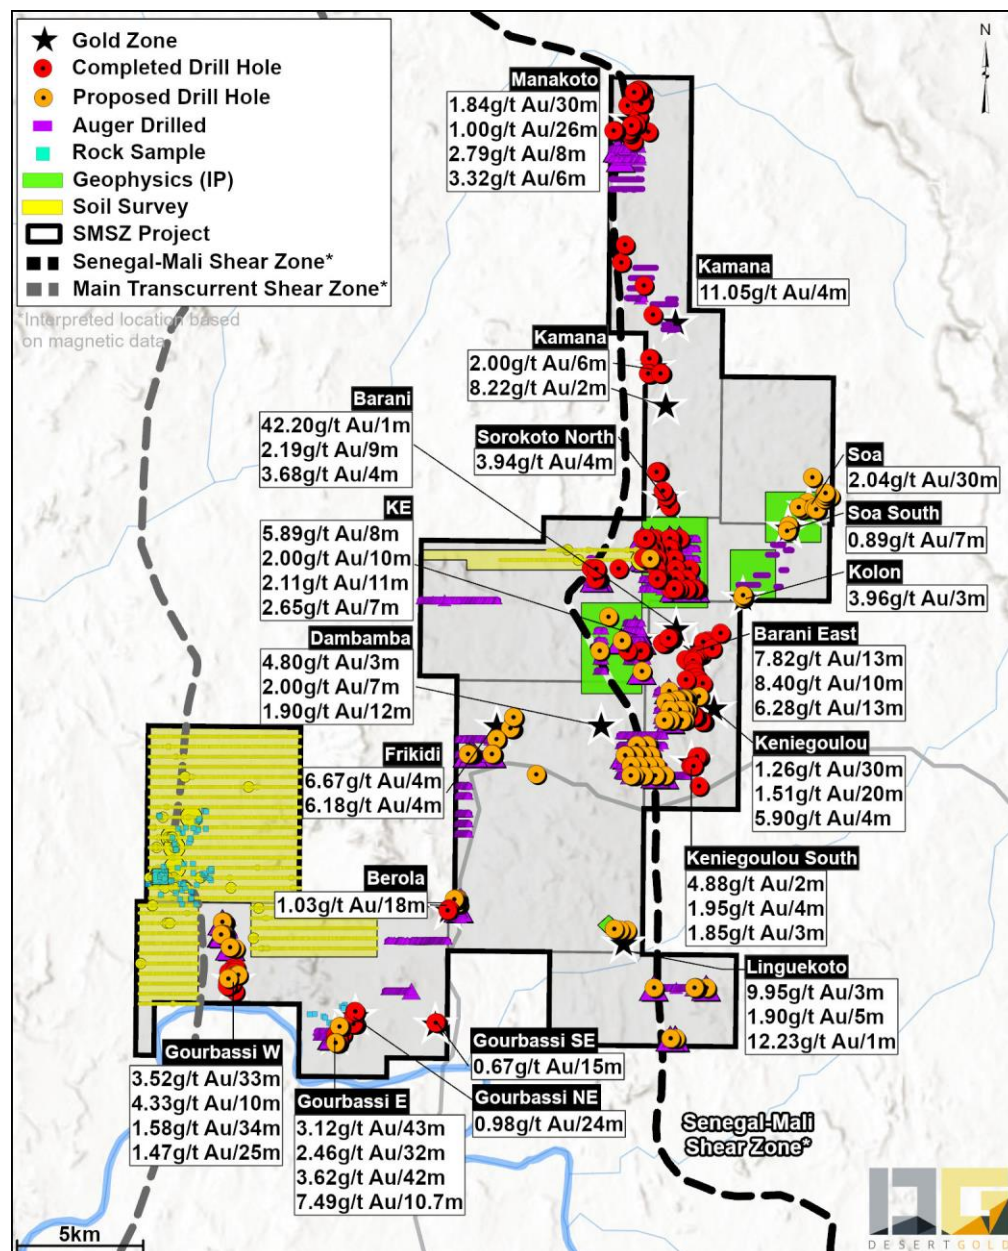 Gold Zone
Completed Drill Hole
Proposed Drill Hole
Auger Drilled
Rock Sample
Geophysics (IP)
Soil Survey
SMSZ Project
Senegal-Mali Shear Zone*
Main Transcurrent Shear Zone*
*Interpreted location based
on magnetic data
N
Manakoto
1.84g/t Au/30m
1.00g/t Au/26m
2.79g/t Au/8m
3.32g/t Au/6m
Kamana
11.05g/t Au/4m
Kamana
2.00g/t Au/6m
8.22g/t Au/2m
Barani
42.20g/t Au/1m
2.19g/t Au/9m
3.68g/t Au/4m
Sorokoto North
3.94g/t Au/4m
Soa
2.04g/t Au/30m
Soa South
0.89g/t Au/7m
KE
5.89g/t Au/8m
2.00g/t Au/10m
2.11g/t Au/11m
2.65g/t Au/7m
Kolon
3.96g/t Au/3m
Barani East
7.82g/t Au/13m
8.40g/t Au/10m
6.28g/t Au/13m
Dambamba
4.80g/t Au/3m
2.00g/t Au/7m
1.90g/t Au/12m
Keniegoulou
1.26g/t Au/30m
1.51g/t Au/20m
5.90g/t Au/4m
Frikidi
6.67g/t Au/4m
6.18g/t Au/4m
Keniegoulou South
4.88g/t Au/2m
1.95g/t Au/4m
1.85g/t Au/3m
Berola
1.03g/t Au/18m
Linguekoto
9.95g/t Au/3m
1.90g/t Au/5m
12.23g/t Au/1m
Gourbassi W
3.52g/t Au/33m
4.33g/t Au/10m
1.58g/t Au/34m
1.47g/t Au/25m
Gourbassi SE
0.67g/t Au/15m
Gourbassi NE
0.98g/t Au/24m
Gourbassi E
3.12g/t Au/43m
2.46g/t Au/32m
3.62g/t Au/42m
7.49g/t Au/10.7m
Senegal-Mali
Shear Zone*
5km
DESERT GOLD